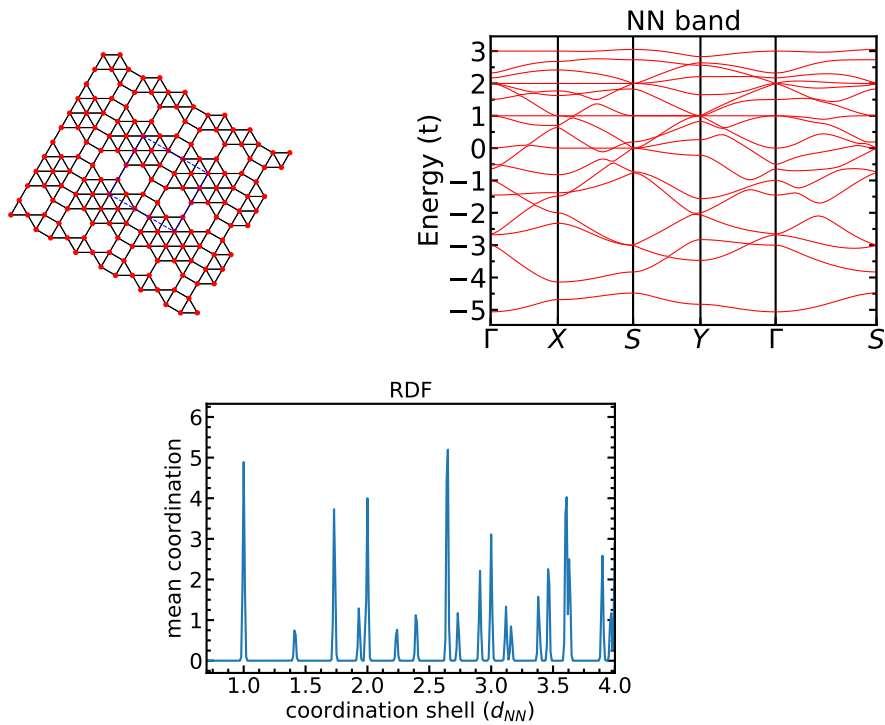 NN band
Energy (t)
3
2
1
0
−1
−2
−3
−4
−5
Γ X S Y Γ S
RDF
mean coordination
6
5
4
3
2
1
0
1.0 1.5 2.0 2.5 3.0 3.5 4.0
coordination shell (d_NN)